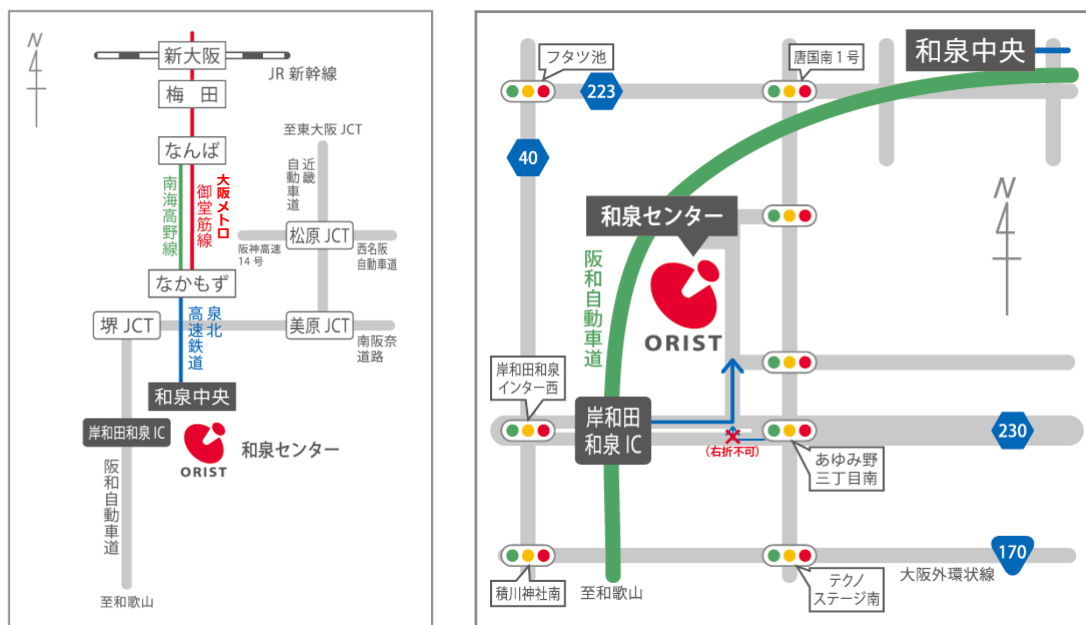 N
新大阪
JR 新幹線
梅田
なんば
至東大阪 JCT
近畿
自動車道
南海高野線
大阪メトロ
御堂筋線
松原 JCT
阪神高速
14 号
西名阪
自動車道
なかもず
堺 JCT
泉北
高速鉄道
美原 JCT
南阪奈
道路
和泉中央
岸和田和泉 IC
ORIST
和泉センター
阪和自動車道
至和歌山
フタツ池
唐国南 1 号
和泉中央
223
40
N
和泉センター
阪和自動車道
ORIST
岸和田和泉
インター西
岸和田
和泉 IC
(右折不可)
230
あゆみ野
三丁目南
170
大阪外環状線
積川神社南
至和歌山
テクノ
ステージ南